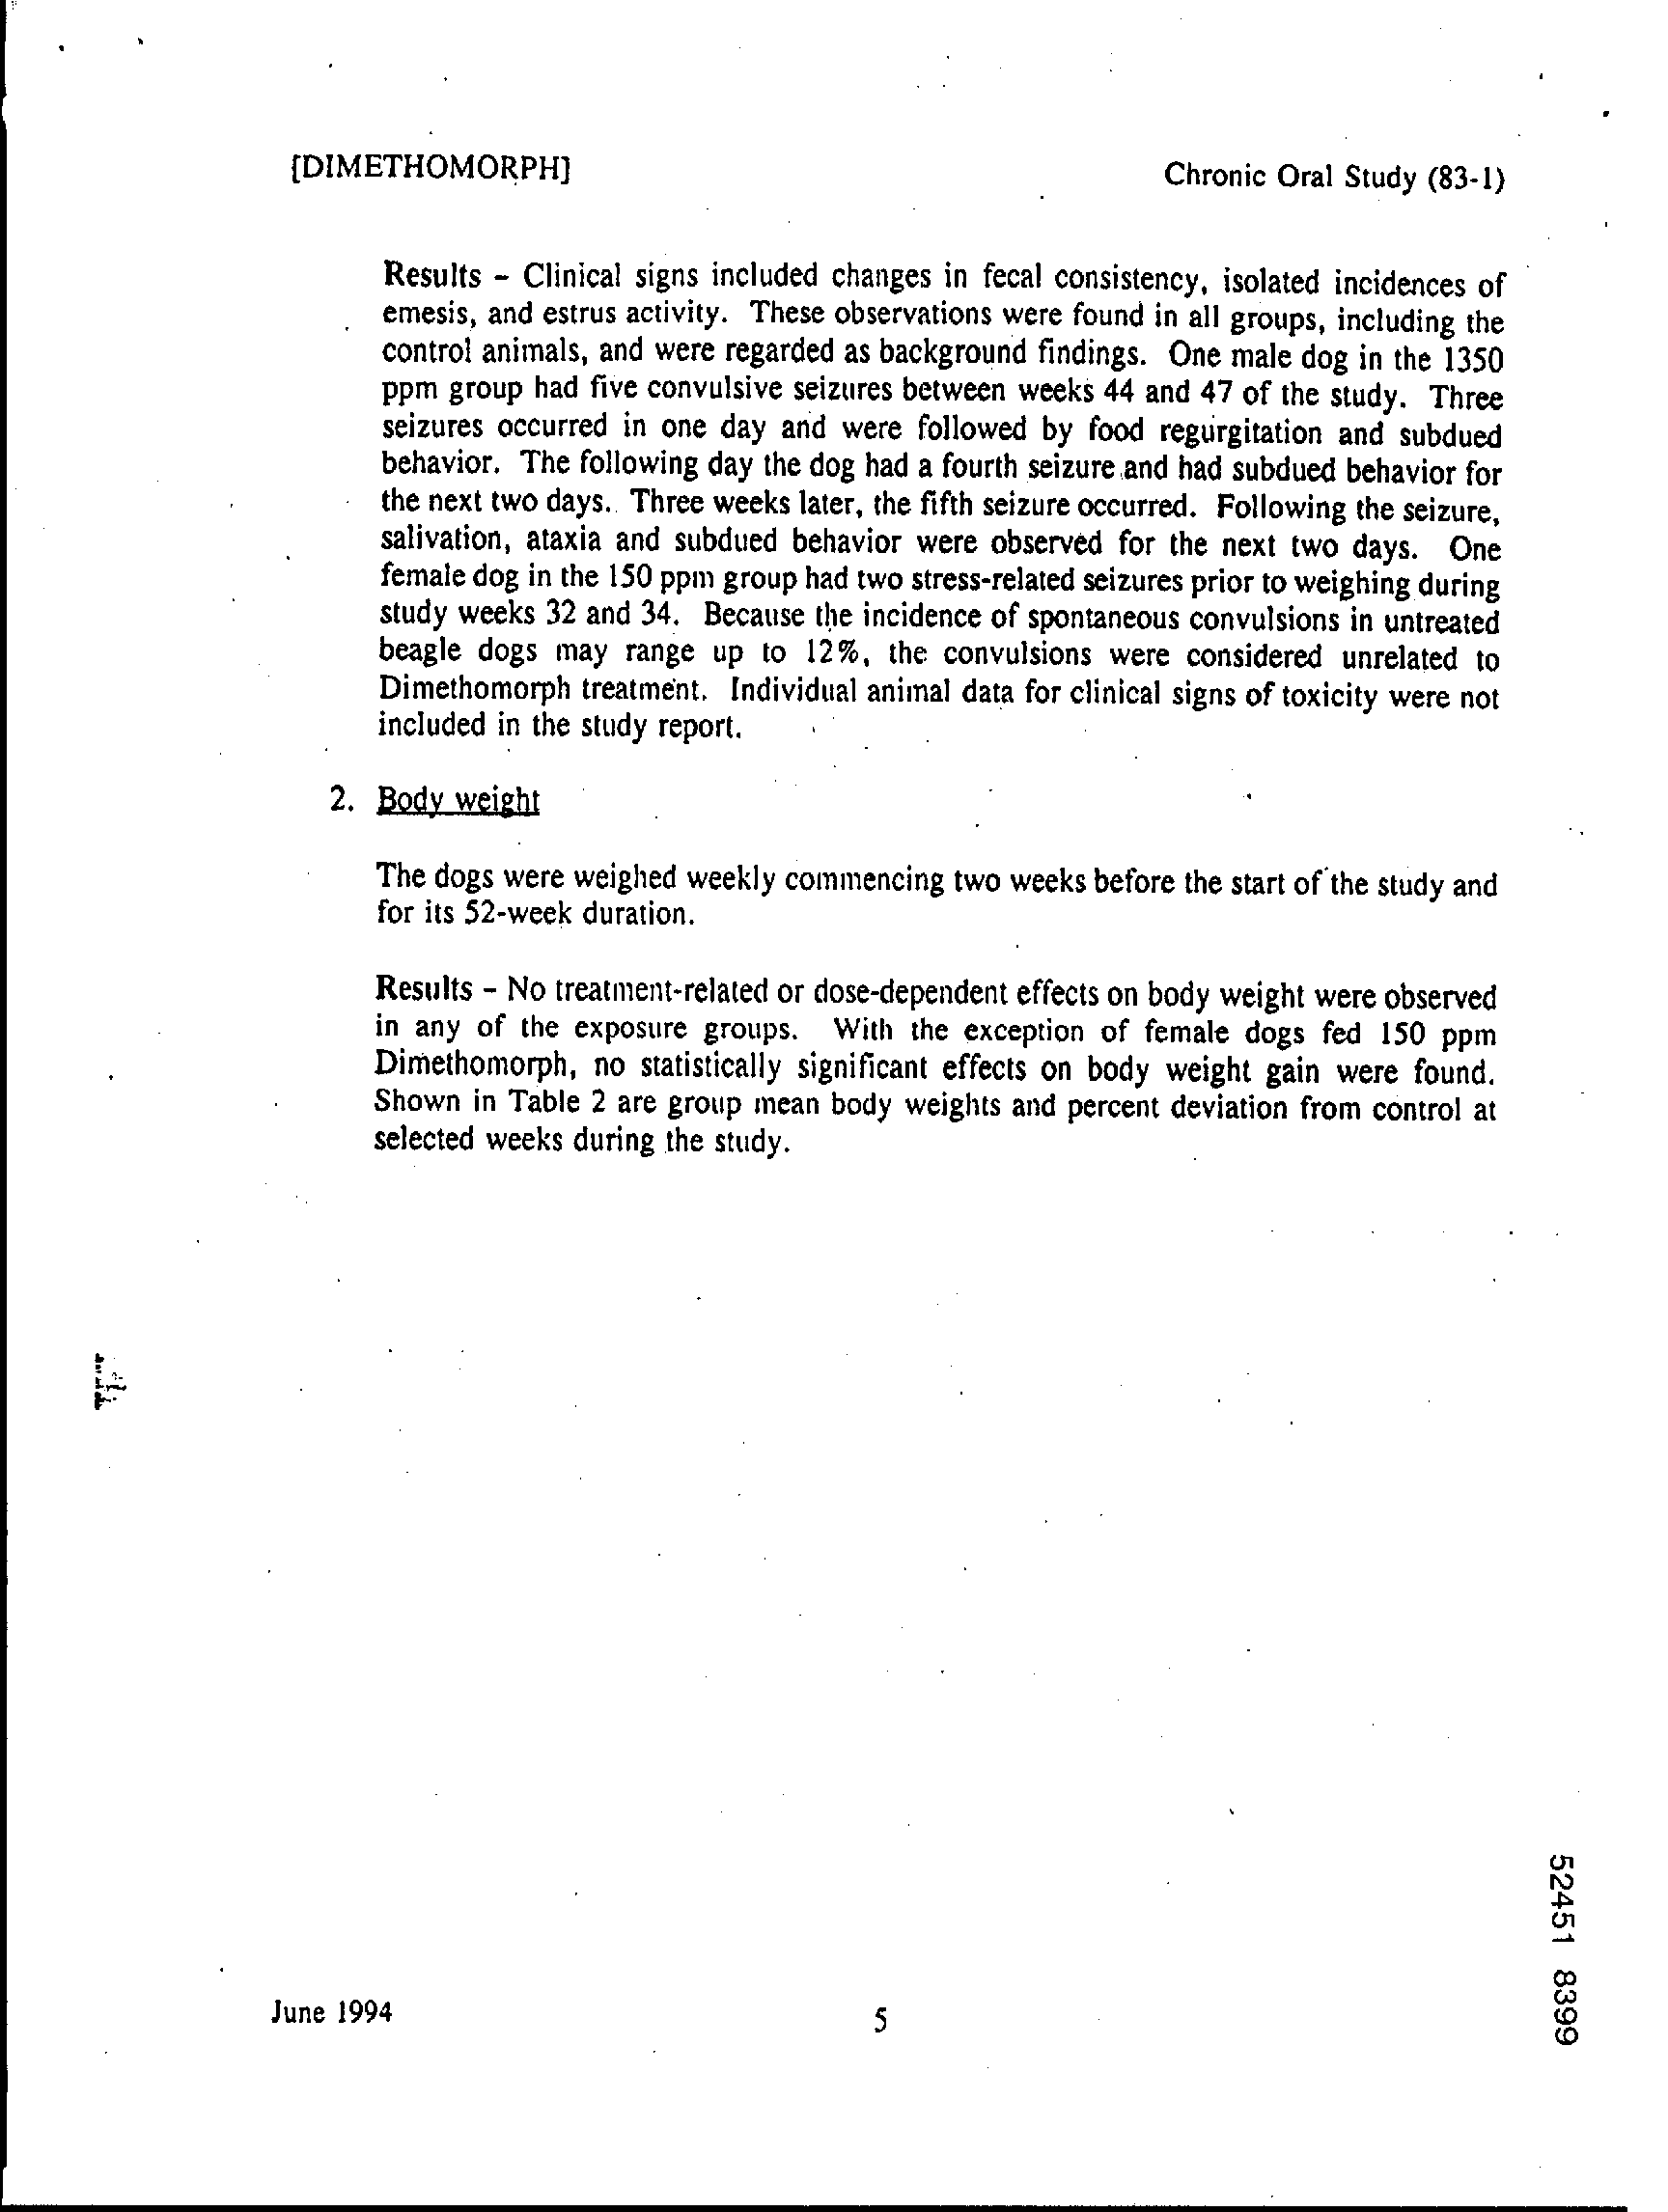 [DIMETHOMORPH]
Chronic Oral Study (83-1)
Results - Clinical signs included changes in fecal consistency, isolated incidences of
emesis, and estrus activity. These observations were found in all groups, including the
control animals, and were regarded as background findings. One male dog in the 1350
ppm group had five convulsive seizures between weeks 44 and 47 of the study. Three
seizures occurred in one day and were followed by food regurgitation and subdued
behavior. The following day the dog had a fourth seizure and had subdued behavior for
the next two days. Three weeks later, the fifth seizure occurred. Following the seizure,
salivation, ataxia and subdued behavior were observed for the next two days. One
female dog in the 150 ppm group had two stress-related seizures prior to weighing during
study weeks 32 and 34. Because the incidence of spontaneous convulsions in untreated
beagle dogs may range up to 12%, the convulsions were considered unrelated to
Dimethomorph treatment. Individual animal data for clinical signs of toxicity were not
included in the study report.
2. Body weight
The dogs were weighed weekly commencing two weeks before the start of the study and
for its 52-week duration.
Results - No treatment-related or dose-dependent effects on body weight were observed
in any of the exposure groups. With the exception of female dogs fed 150 ppm
Dimethomorph, no statistically significant effects on body weight gain were found.
Shown in Table 2 are group mean body weights and percent deviation from control at
selected weeks during the study.
52451 8399
June 1994
5